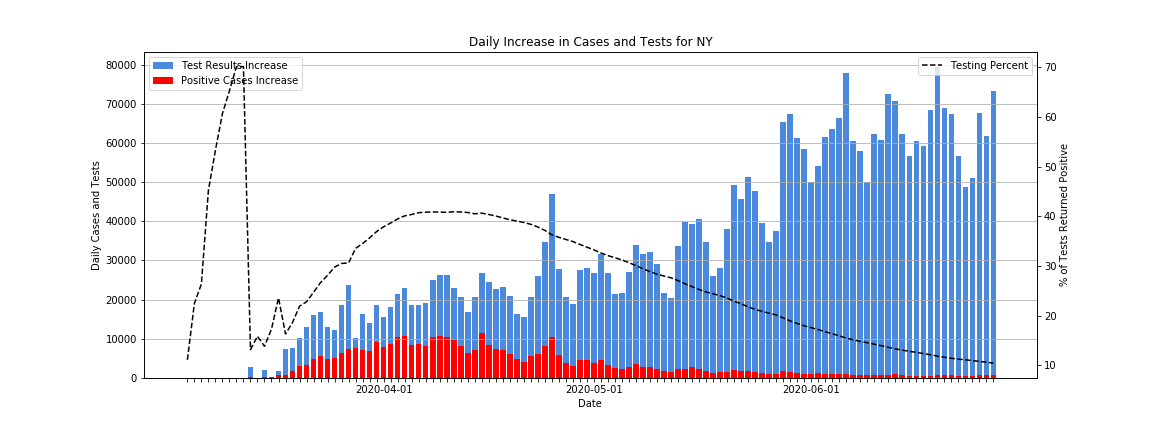 Daily Increase in Cases and Tests for NY
Test Results Increase
Positive Cases Increase
Testing Percent
80000
70000
60000
50000
40000
30000
20000
10000
0
Daily Cases and Tests
70
60
50
40
30
20
10
% of Tests Returned Positive
2020-04-01
2020-05-01
2020-06-01
Date